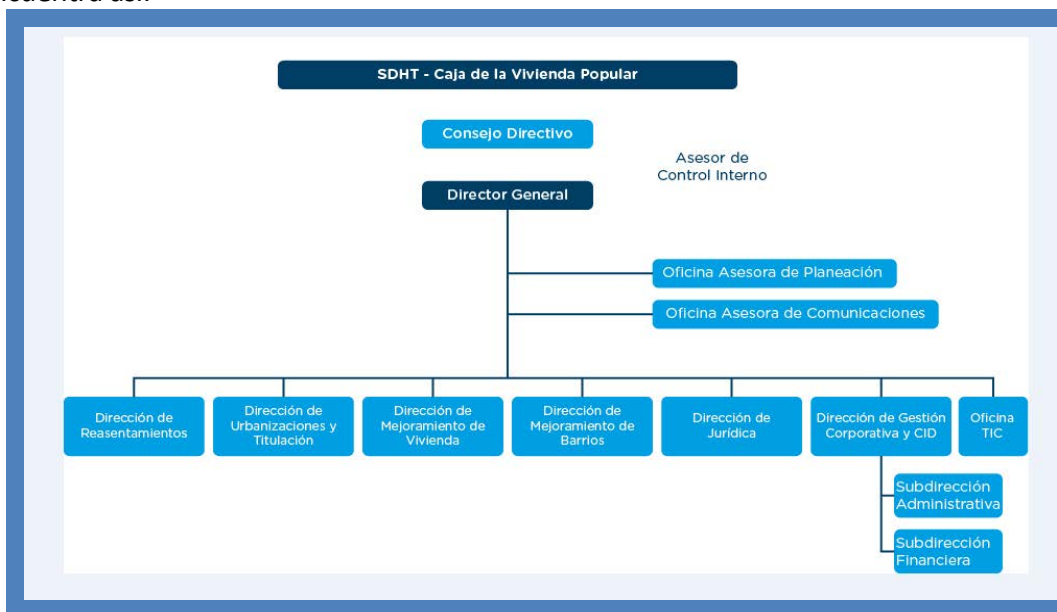 SDHT - Caja de la Vivienda Popular
Consejo Directivo
Asesor de
Control Interno
Director General
Oficina Asesora de Planeación
Oficina Asesora de Comunicaciones
Dirección de
Reasentamientos
Dirección de
Urbanizaciones y
Titulación
Dirección de
Mejoramiento de
Vivienda
Dirección de
Mejoramiento de
Barrios
Dirección de
Jurídica
Dirección de Gestión
Corporativa y CID
Oficina
TIC
Subdirección
Administrativa
Subdirección
Financiera